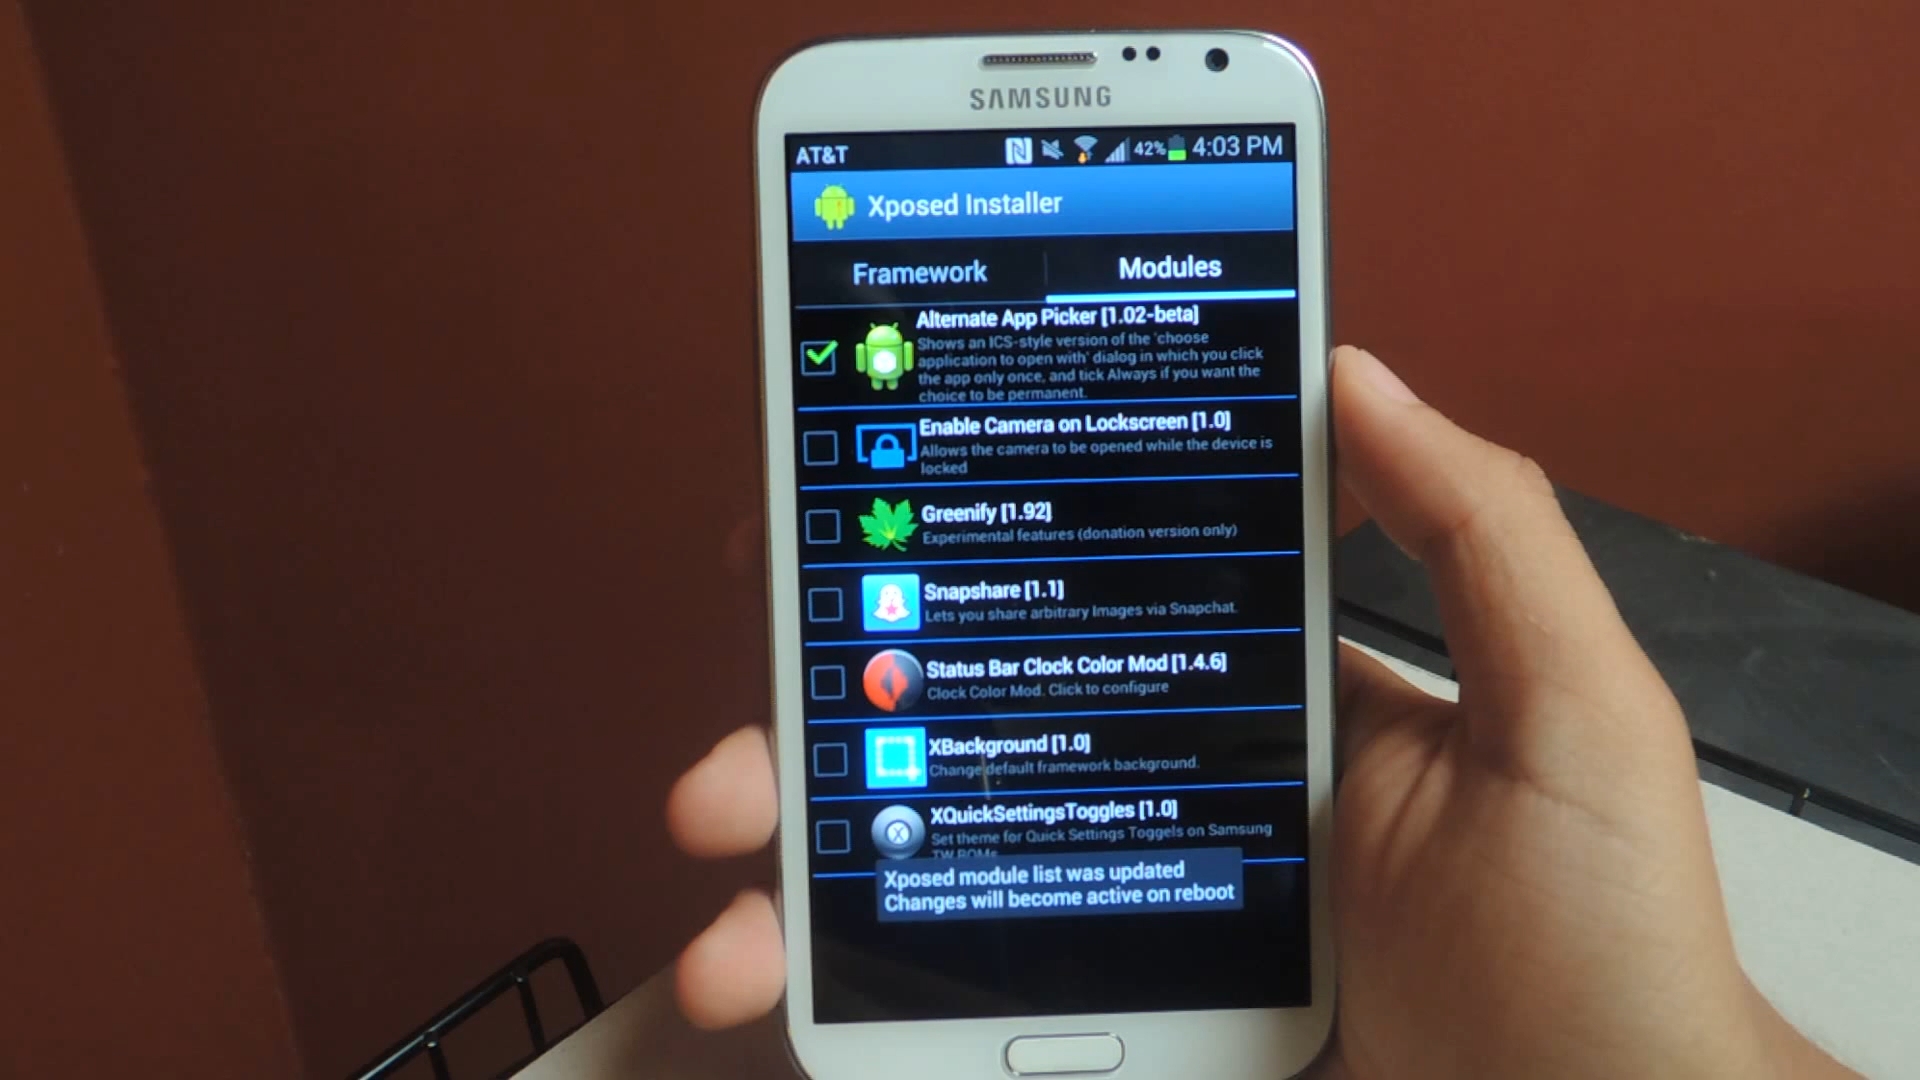 SAMSUNG
AT&T 42% 4:03 PM
Xposed Installer
Framework Modules
Alternate App Picker [1.02-beta]
Shows an ICS-style version of the 'choose
application to open with' dialog in which you click
the app only once, and tick Always if you want the
choice to be permanent.
Enable Camera on Lockscreen [1.0]
Allows the camera to be opened while the device is
locked
Greenify [1.92]
Experimental features (donation version only)
Snapshare [1.1]
Lets you share arbitrary Images via Snapchat.
Status Bar Clock Color Mod [1.4.6]
Clock Color Mod. Click to configure
XBackground [1.0]
Change default framework background.
XQuickSettingsToggles [1.0]
Set theme for Quick Settings Toggels on Samsung
TW ROMs
Xposed module list was updated
Changes will become active on reboot